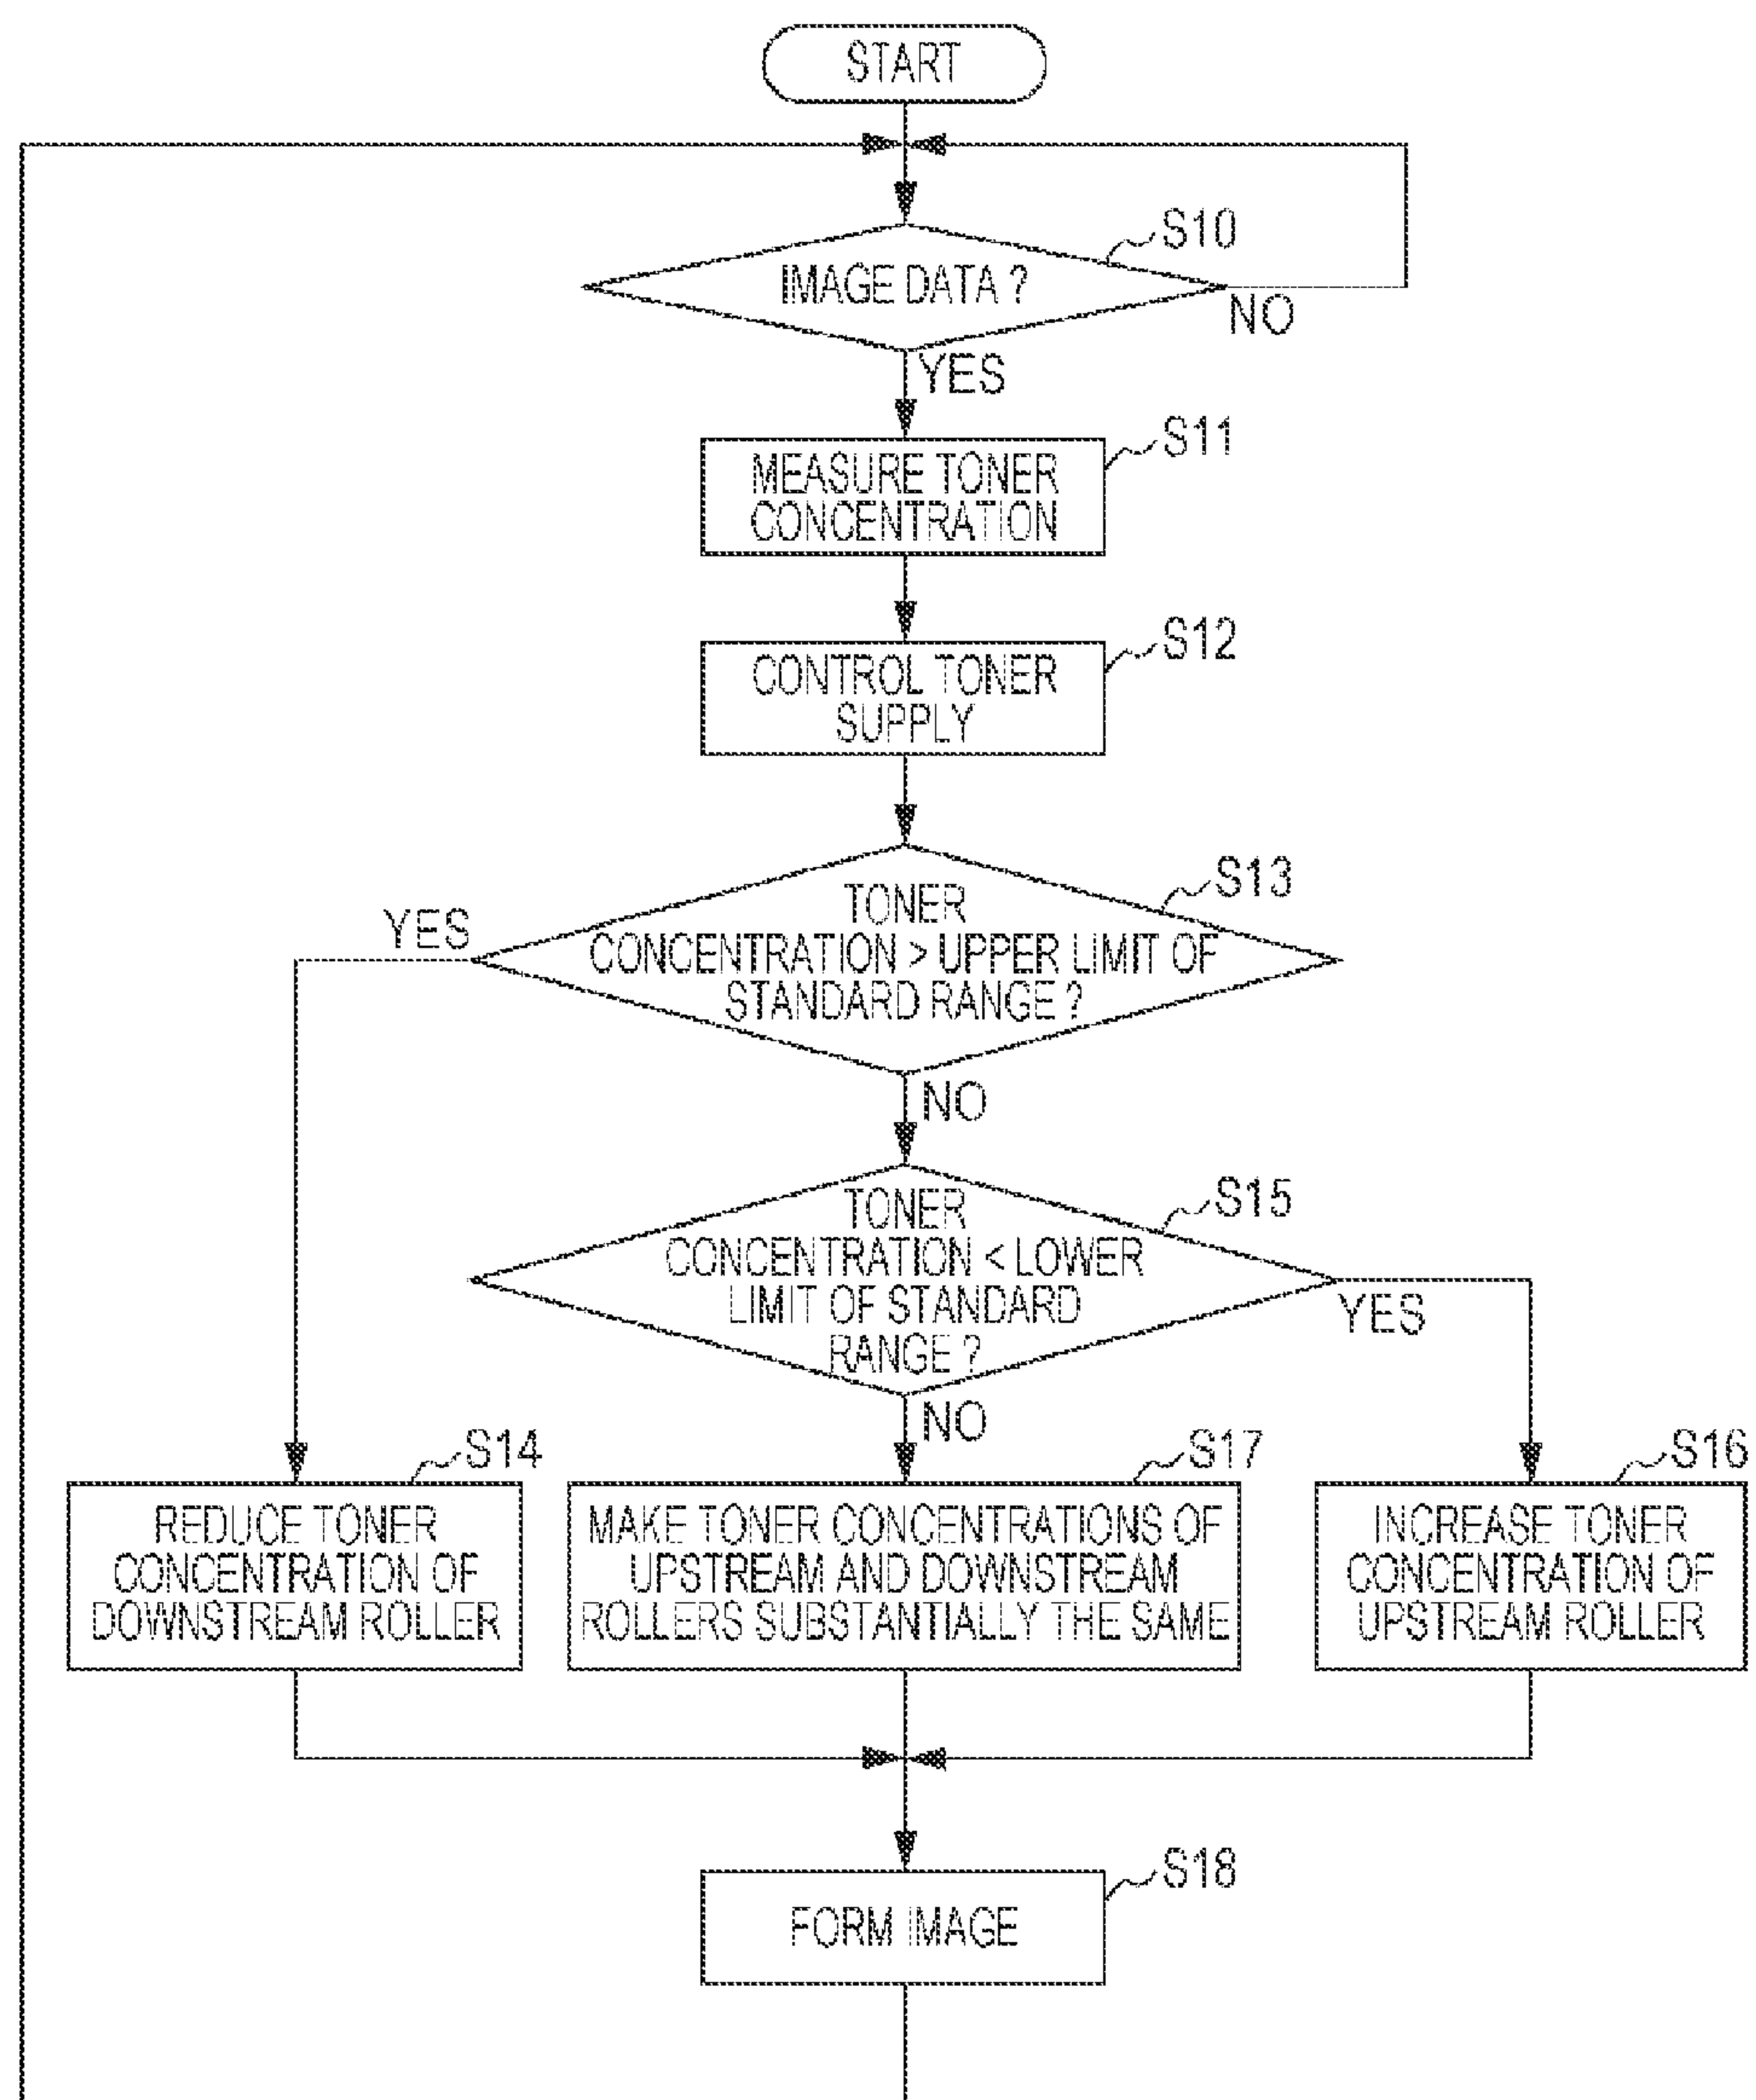 START
S10
IMAGE DATA ?
NO
YES
S11
MEASURE TONER
CONCENTRATION
S12
CONTROL TONER
SUPPLY
S13
TONER
CONCENTRATION > UPPER LIMIT OF
STANDARD RANGE ?
YES
NO
S15
TONER
CONCENTRATION < LOWER
LIMIT OF STANDARD
RANGE ?
YES
NO
S14
REDUCE TONER
CONCENTRATION OF
DOWNSTREAM ROLLER
S17
MAKE TONER CONCENTRATIONS OF
UPSTREAM AND DOWNSTREAM
ROLLERS SUBSTANTIALLY THE SAME
S16
INCREASE TONER
CONCENTRATION OF
UPSTREAM ROLLER
S18
FORM IMAGE